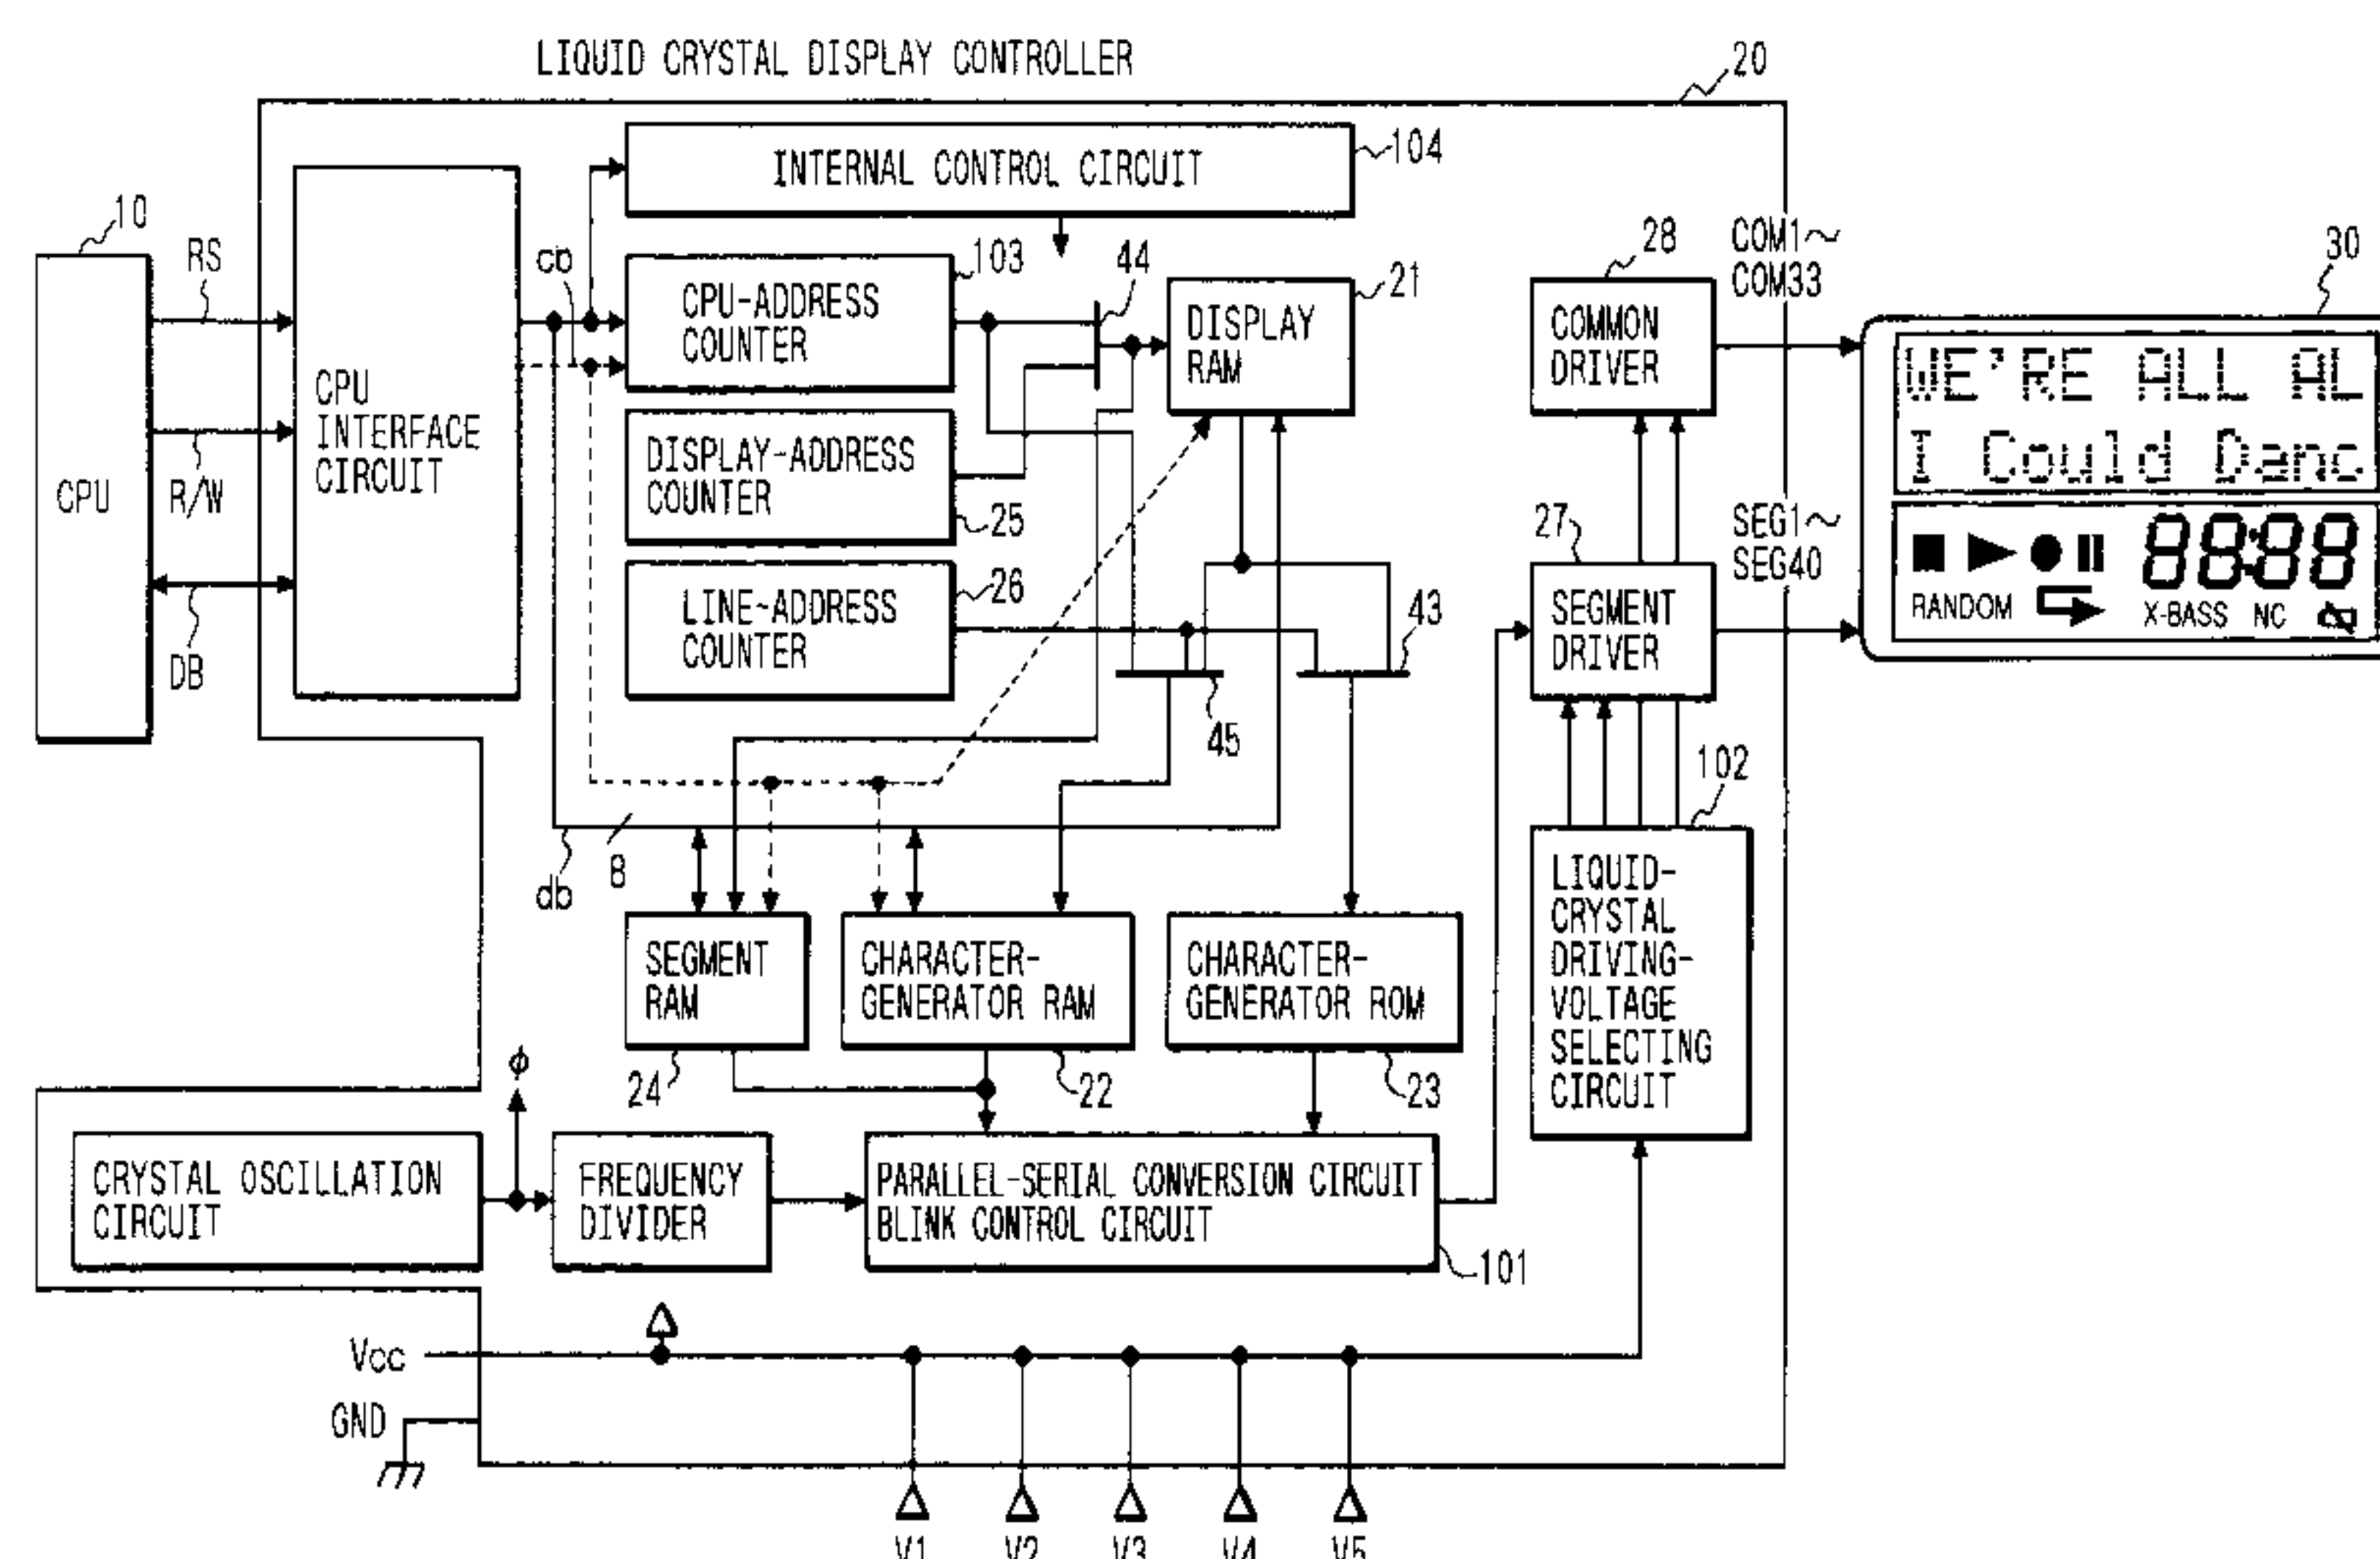 LIQUID CRYSTAL DISPLAY CONTROLLER
20
INTERNAL CONTROL CIRCUIT
104
10
RS
R/W
DB
CPU
CPU
INTERFACE
CIRCUIT
cb
CPU-ADDRESS
COUNTER
103
44
DISPLAY
RAM
21
DISPLAY-ADDRESS
COUNTER
25
LINE-ADDRESS
COUNTER
26
45
43
28
COMMON
DRIVER
COM1~
COM33
27
SEGMENT
DRIVER
SEG1~
SEG40
30
WE'RE ALL AL
I Could Danc
88:88
RANDOM
X-BASS
NC
102
LIQUID-
CRYSTAL
DRIVING-
VOLTAGE
SELECTING
CIRCUIT
db
8
SEGMENT
RAM
24
CHARACTER-
GENERATOR RAM
22
CHARACTER-
GENERATOR ROM
23
ϕ
CRYSTAL OSCILLATION
CIRCUIT
FREQUENCY
DIVIDER
PARALLEL-SERIAL CONVERSION CIRCUIT
BLINK CONTROL CIRCUIT
101
Vcc
GND
V1
V2
V3
V4
V5